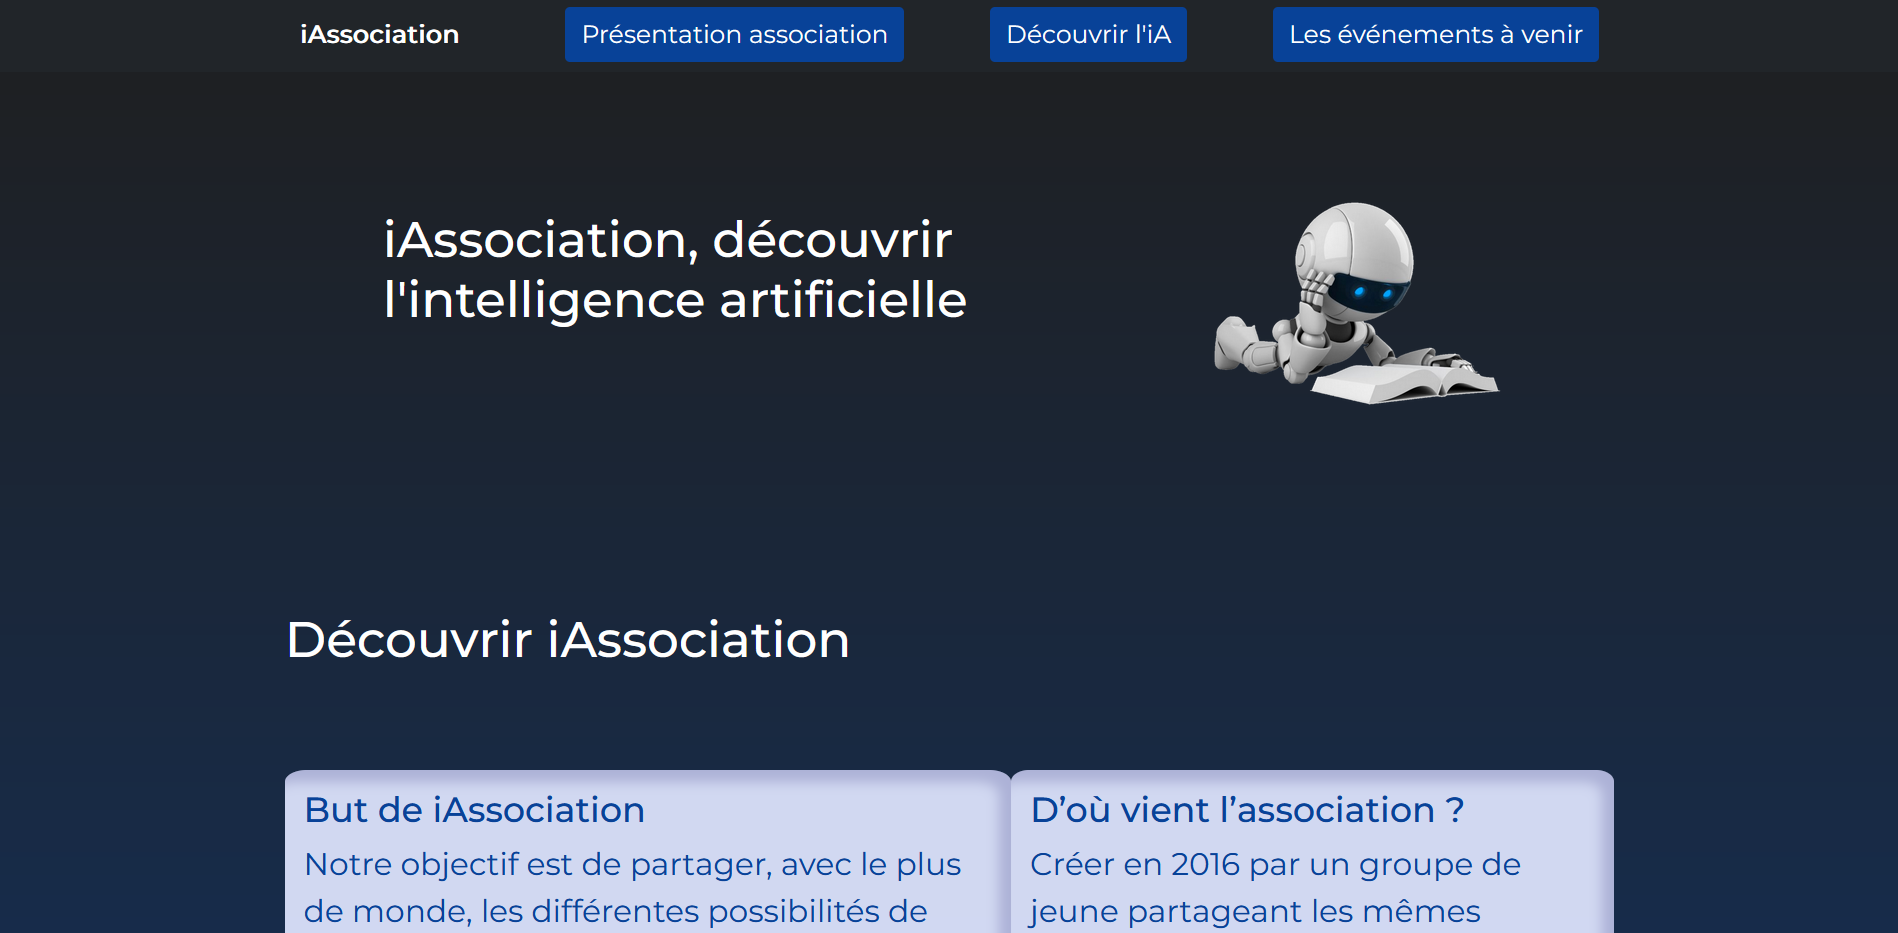 iAssociation
Présentation association
Découvrir l'iA
Les événements à venir
iAssociation, découvrir
l'intelligence artificielle
Découvrir iAssociation
But de iAssociation
Notre objectif est de partager, avec le plus
de monde, les différentes possibilités de
D’où vient l’association ?
Créer en 2016 par un groupe de
jeune partageant les mêmes